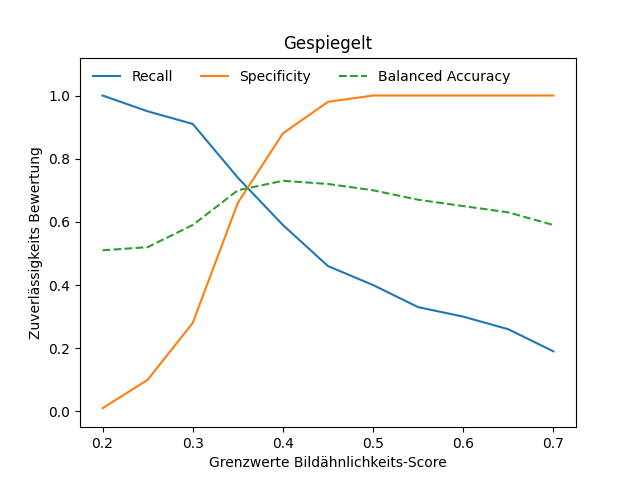 Gespiegelt
Recall Specificity Balanced Accuracy
Zuverlässigkeits Bewertung
1.0
0.8
0.6
0.4
0.2
0.0
0.2 0.3 0.4 0.5 0.6 0.7
Grenzwerte Bildähnlichkeits-Score